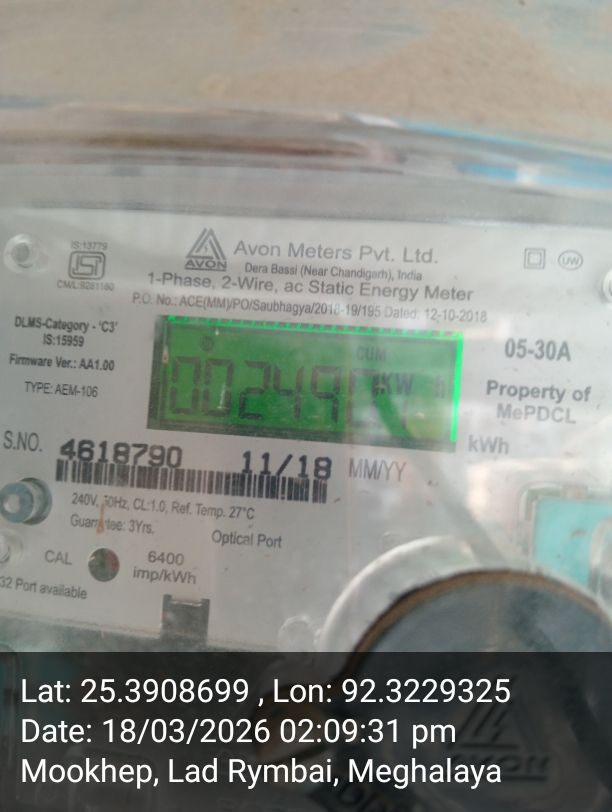 IS:13779
ISI
CM/L:9281160
AVON
Avon Meters Pvt. Ltd.
Dera Bassi (Near Chandigarh), India
1-Phase, 2-Wire, ac Static Energy Meter
P.O. No.: ACE(MM)/PO/Saubhagya/2018-19/195 Dated: 12-10-2018
UW
DLMS-Category - 'C3'
IS:15959
Firmware Ver.: AA1.00
TYPE: AEM-106
CUM
KW h
05-30A
Property of
MePDCL
kWh
S.NO. 4618790 11/18 MM/YY
240V, 50Hz, CL:1.0, Ref. Temp. 27°C
Guarantee: 3Yrs.
Optical Port
CAL
6400
imp/kWh
32 Port available
Lat: 25.3908699 , Lon: 92.3229325
Date: 18/03/2026 02:09:31 pm
Mookhep, Lad Rymbai, Meghalaya